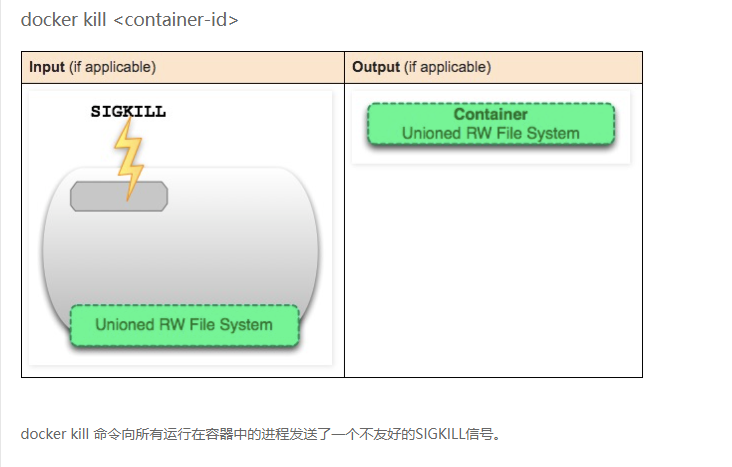 docker kill <container-id>
Input (if applicable)
Output (if applicable)
SIGKILL
Unioned RW File System
Container
Unioned RW File System
docker kill 命令向所有运行在容器中的进程发送了一个不友好的SIGKILL信号。